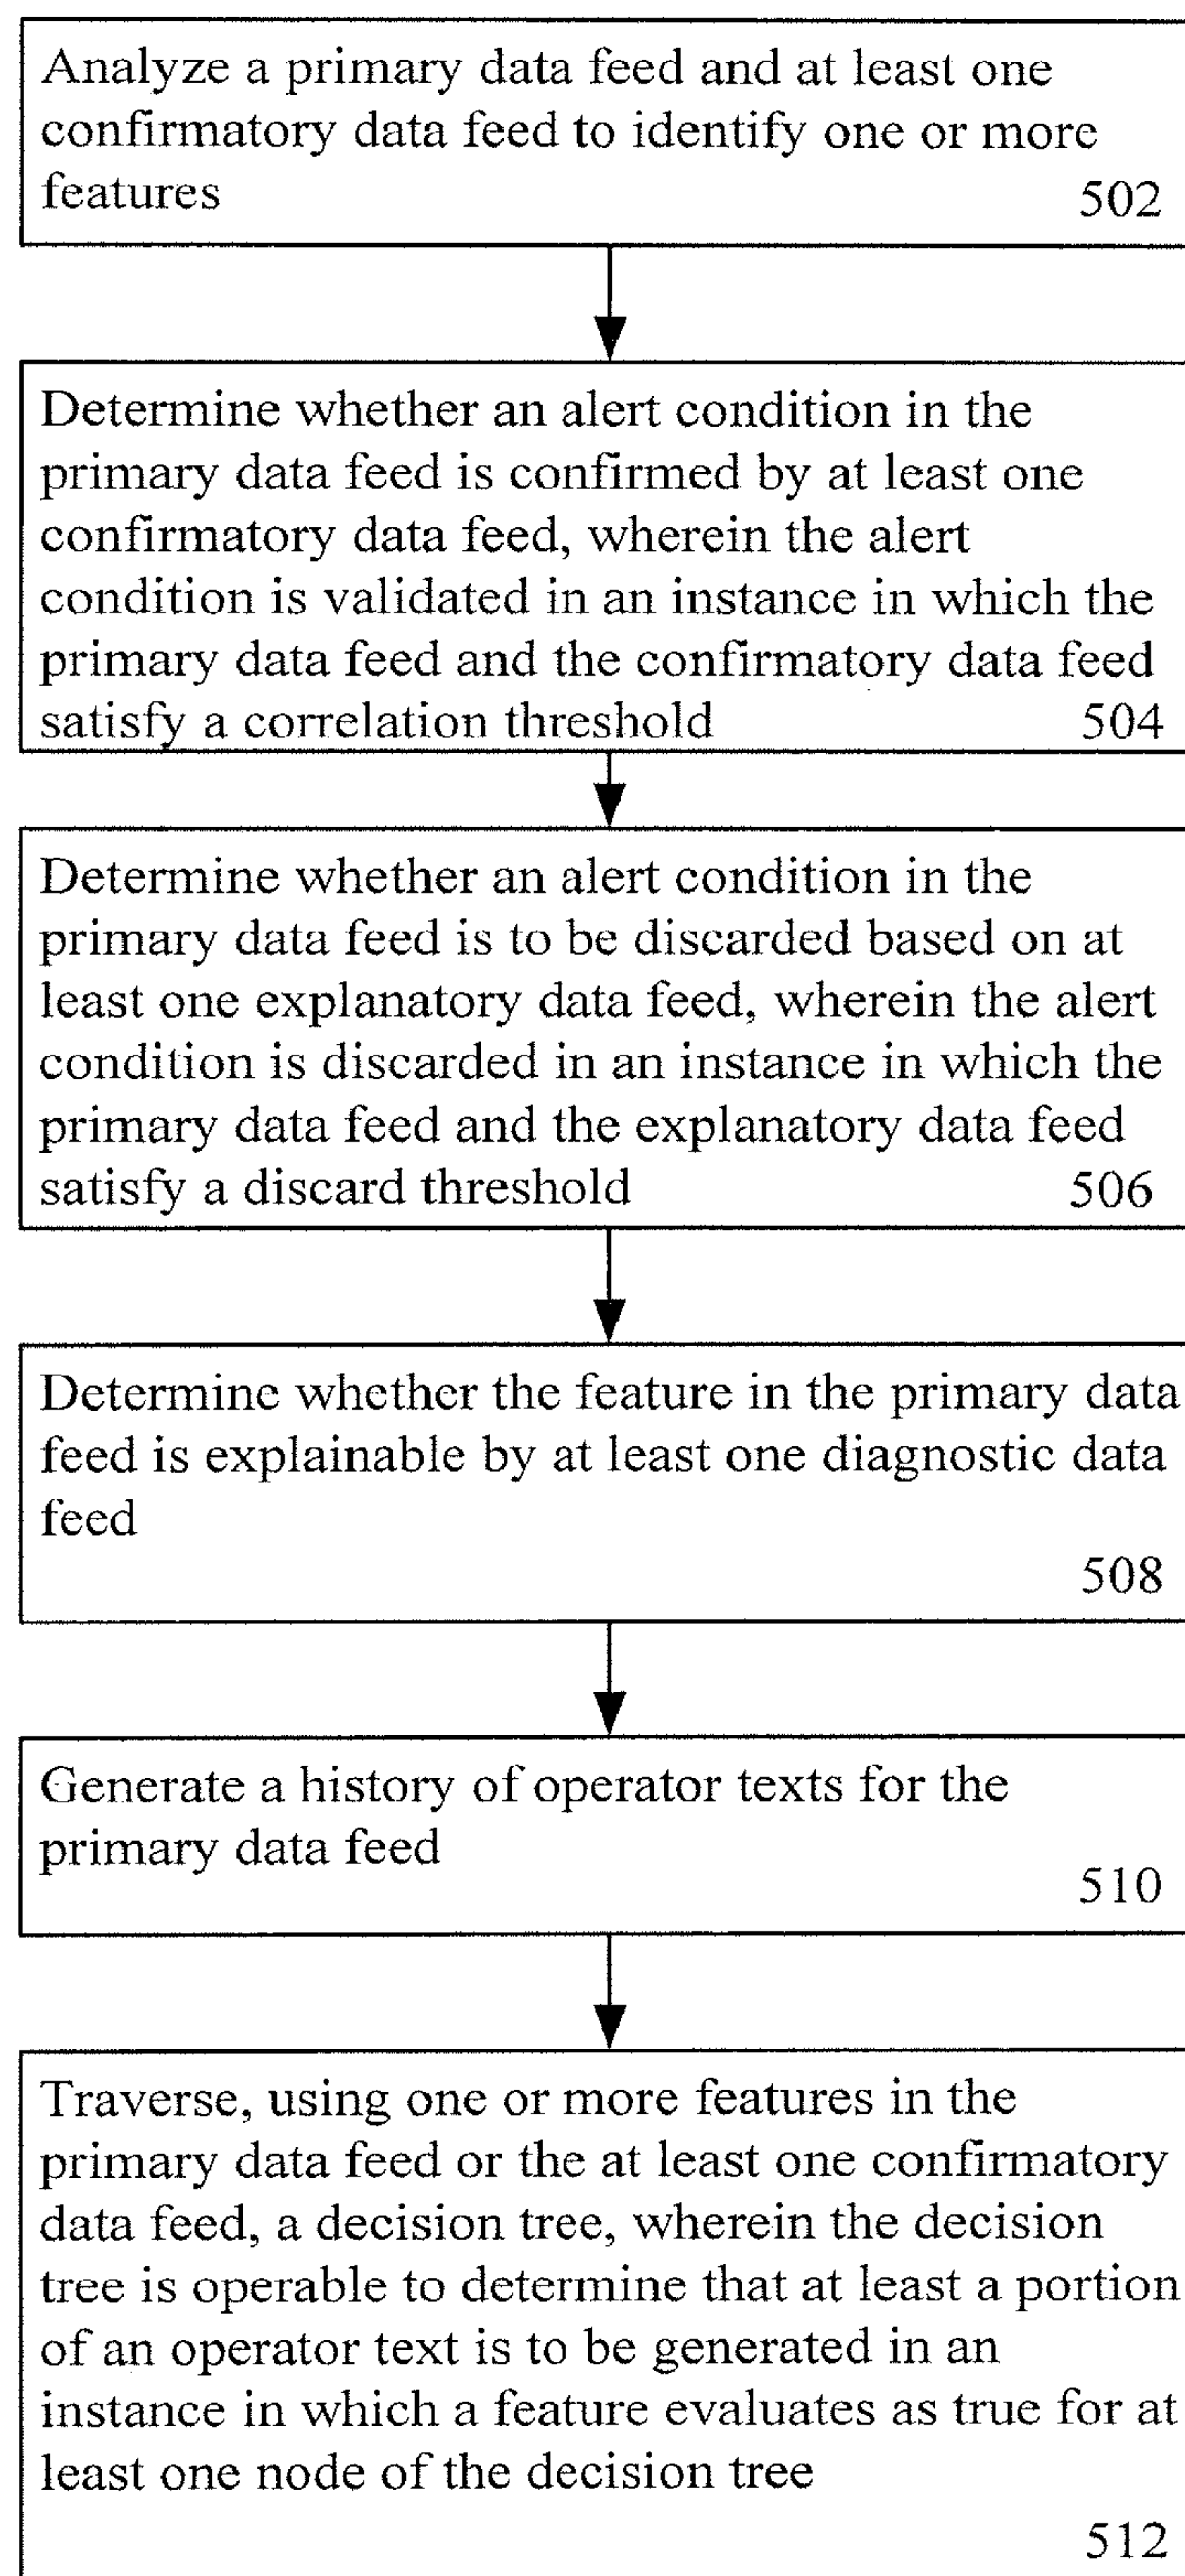 Analyze a primary data feed and at least one
confirmatory data feed to identify one or more
features 502
Determine whether an alert condition in the
primary data feed is confirmed by at least one
confirmatory data feed, wherein the alert
condition is validated in an instance in which the
primary data feed and the confirmatory data feed
satisfy a correlation threshold 504
Determine whether an alert condition in the
primary data feed is to be discarded based on at
least one explanatory data feed, wherein the alert
condition is discarded in an instance in which the
primary data feed and the explanatory data feed
satisfy a discard threshold 506
Determine whether the feature in the primary data
feed is explainable by at least one diagnostic data
feed
508
Generate a history of operator texts for the
primary data feed
510
Traverse, using one or more features in the
primary data feed or the at least one confirmatory
data feed, a decision tree, wherein the decision
tree is operable to determine that at least a portion
of an operator text is to be generated in an
instance in which a feature evaluates as true for at
least one node of the decision tree
512